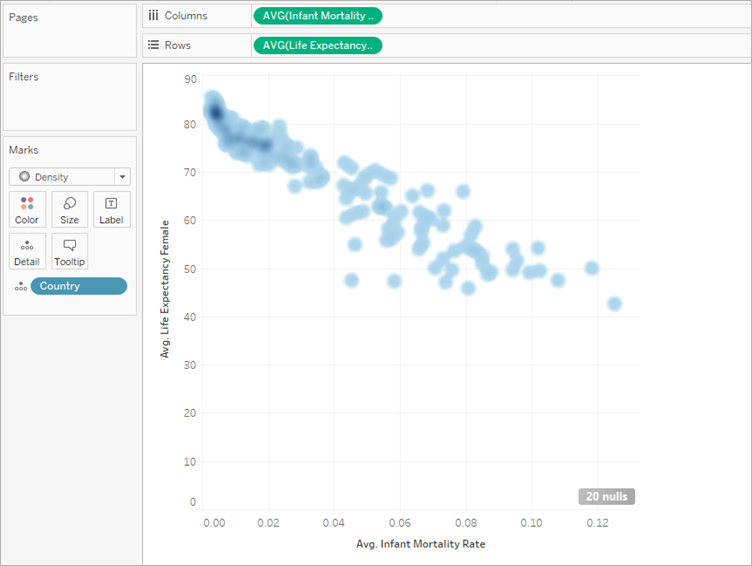 Pages
Filters
Marks
Density
Color Size Label
Detail Tooltip
Country
Columns AVG(Infant Mortality ..
Rows AVG(Life Expectancy..
Avg. Life Expectancy Female
90
80
70
60
50
40
30
20
10
0
20 nulls
0.00 0.02 0.04 0.06 0.08 0.10 0.12
Avg. Infant Mortality Rate